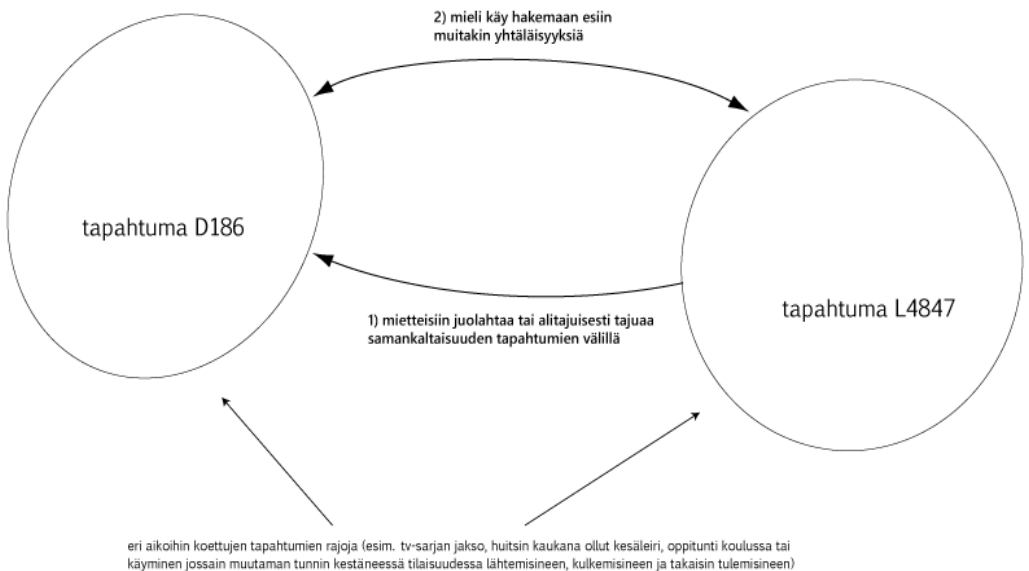 2) mieli käy hakemaan esiin
muitakin yhtäläisyyksiä
tapahtuma D186
tapahtuma L4847
1) mietteisiin juolahtaa tai alitajuisesti tajuaa
samankaltaisuuden tapahtumien välillä
eri aikoihin koettujen tapahtumien rajoja (esim. tv-sarjan jakso, huitsin kaukana ollut kesäleiri, oppitunti koulussa tai
käyminen jossain muutaman tunnin kestäneessä tilaisuudessa lähtemisineen, kulkemisineen ja takaisin tulemisineen)